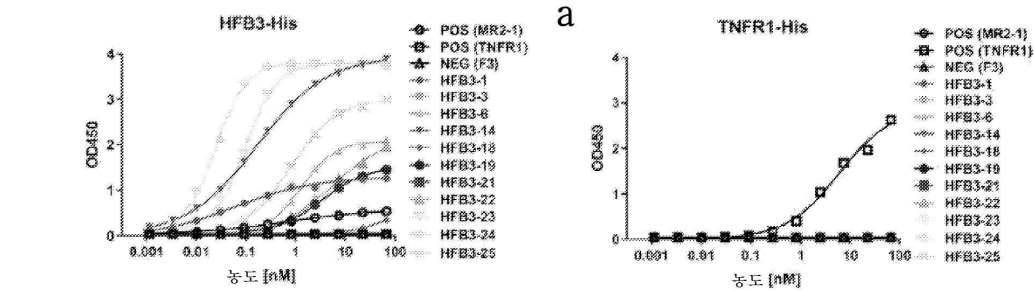 HFB3-His
OD450
4
3
2
1
0
0.001 0.01 0.1 1 10 100
농도 [nM]
POS (MR2-1)
POS (TNFR1)
NEG (F3)
HFB3-1
HFB3-3
HFB3-6
HFB3-14
HFB3-18
HFB3-19
HFB3-21
HFB3-22
HFB3-23
HFB3-24
HFB3-25
a
TNFR1-His
OD450
4
3
2
1
0
0.001 0.01 0.1 1 10 100
농도 [nM]
POS (MR2-1)
POS (TNFR1)
NEG (F3)
HFB3-1
HFB3-3
HFB3-6
HFB3-14
HFB3-18
HFB3-19
HFB3-21
HFB3-22
HFB3-23
HFB3-24
HFB3-25